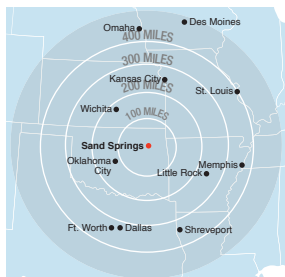 Des Moines
Omaha
400 MILES
300 MILES
Kansas City
200 MILES
St. Louis
Wichita
100 MILES
Sand Springs
Oklahoma
City
Memphis
Little Rock
Ft. Worth
Dallas
Shreveport